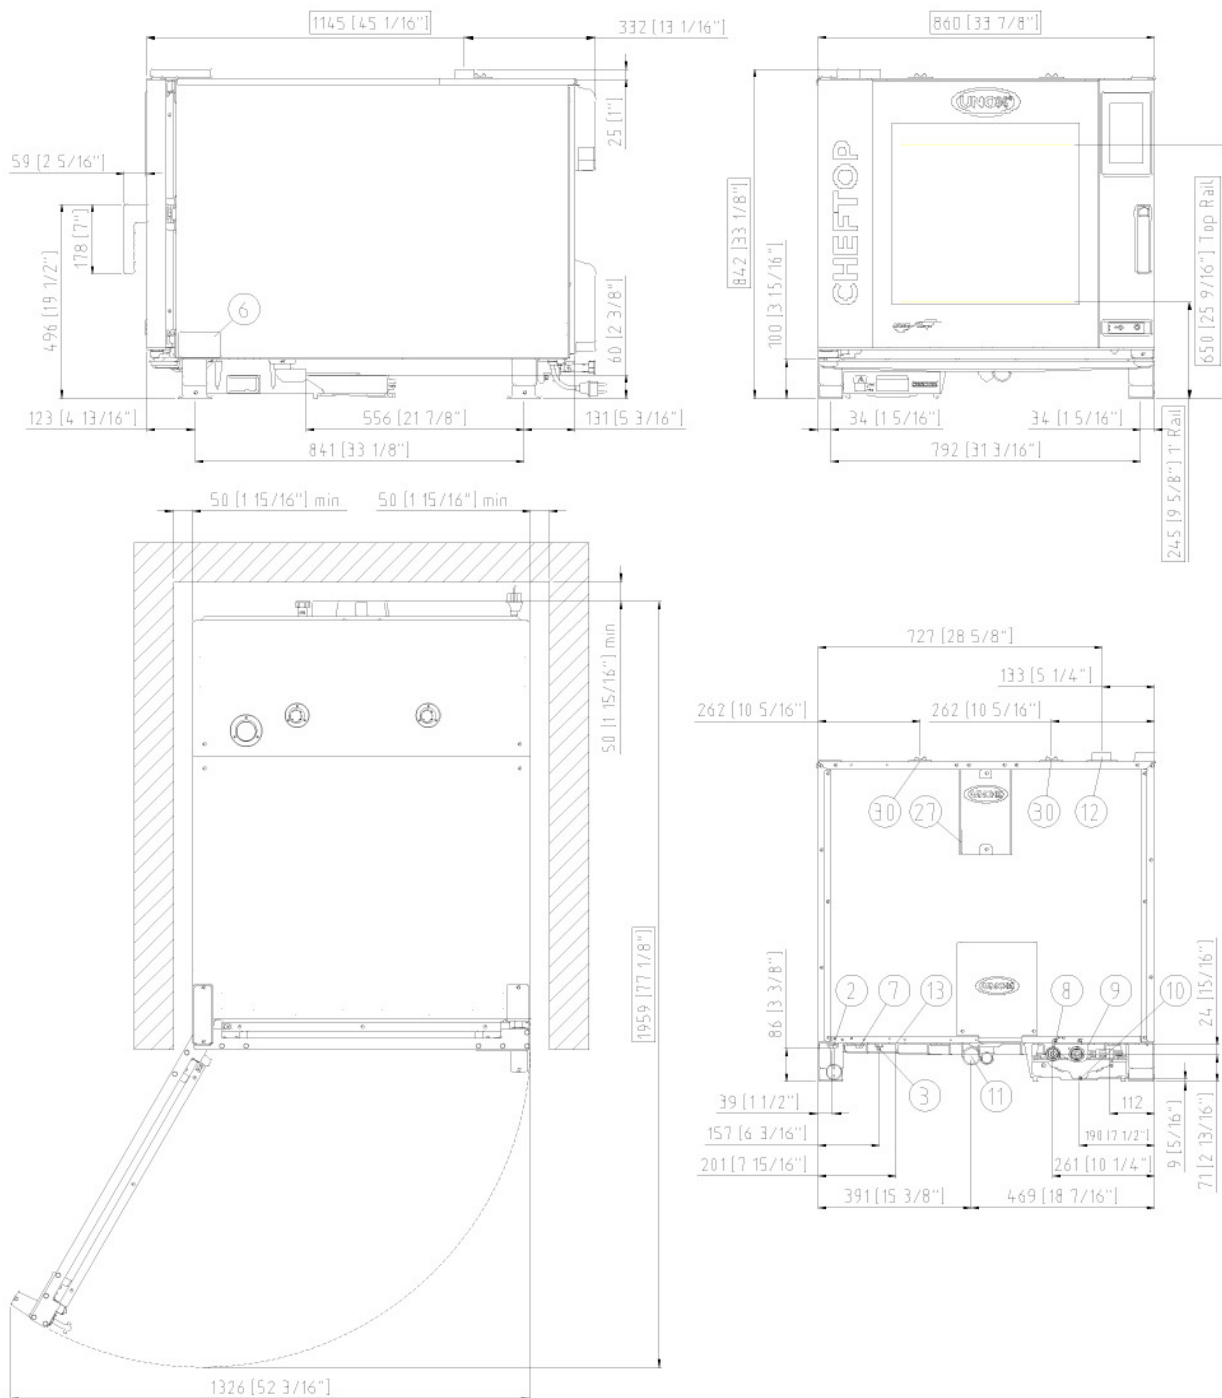 1145 [45 1/16"]
332 [13 1/16"]
25 [1"]
59 [2 5/16"]
178 [7"]
496 [19 1/2"]
6
60 [2 3/8"]
123 [4 13/16"]
556 [21 7/8"]
131 [5 3/16"]
841 [33 1/8"]
860 [33 7/8"]
UNOX
CHEFTOP
842 [33 1/8"]
100 [3 15/16"]
650 [25 9/16"] Top Rail
34 [1 5/16"]
34 [1 5/16"]
792 [31 3/16"]
245 [9 5/8"] 1' Rail
50 [1 15/16"] min
50 [1 15/16"] min
50 [1 15/16"] min
1959 [77 1/8"]
1326 [52 3/16"]
727 [28 5/8"]
133 [5 1/4"]
262 [10 5/16"]
262 [10 5/16"]
30
27
30
12
UNOX
UNOX
2
7
13
8
9
10
86 [3 3/8"]
24 [15/16"]
3
11
39 [1 1/2"]
112
157 [6 3/16"]
190 [7 1/2"]
9 [5/16"]
201 [7 15/16"]
261 [10 1/4"]
71 [2 13/16"]
391 [15 3/8"]
469 [18 7/16"]